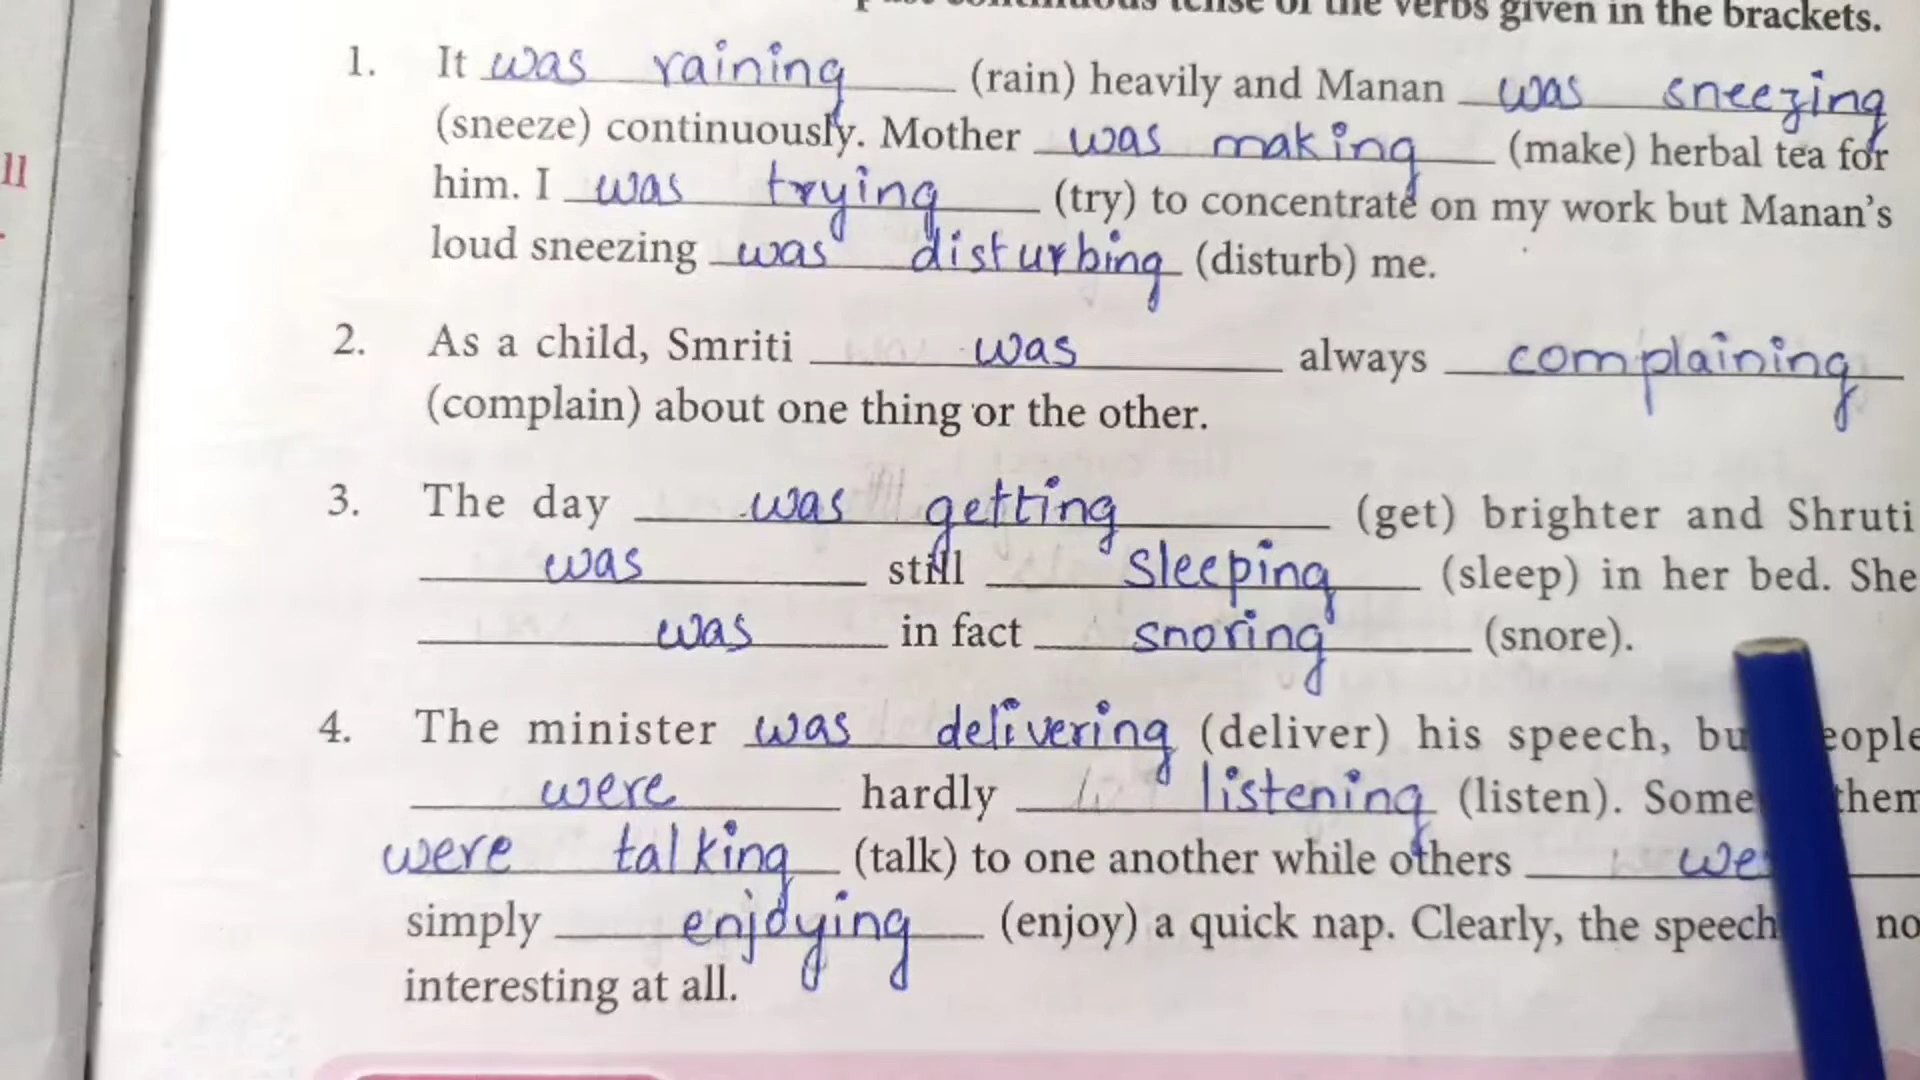 past continuous tense of the verbs given in the brackets.
1. It was raining (rain) heavily and Manan was sneezing
(sneeze) continuously. Mother was making (make) herbal tea for
him. I was trying (try) to concentrate on my work but Manan's
loud sneezing was disturbing (disturb) me.
2. As a child, Smriti was always complaining
(complain) about one thing or the other.
3. The day was getting (get) brighter and Shruti
was still sleeping (sleep) in her bed. She
was in fact snoring (snore).
4. The minister was delivering (deliver) his speech,
were hardly listening (listen). Some them
were talking (talk) to one another while others
simply enjoying (enjoy) a quick nap. Clearly, the speech
interesting at all.
11